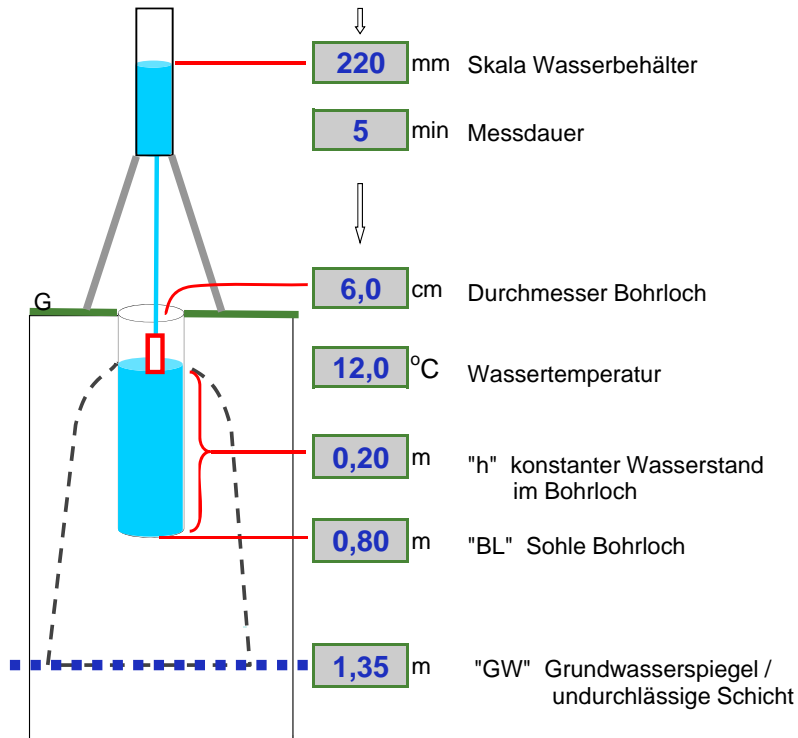 220 mm Skala Wasserbehälter
5 min Messdauer
G
6,0 cm Durchmesser Bohrloch
12,0 °C Wassertemperatur
0,20 m "h" konstanter Wasserstand
im Bohrloch
0,80 m "BL" Sohle Bohrloch
1,35 m "GW" Grundwasserspiegel /
undurchlässige Schicht